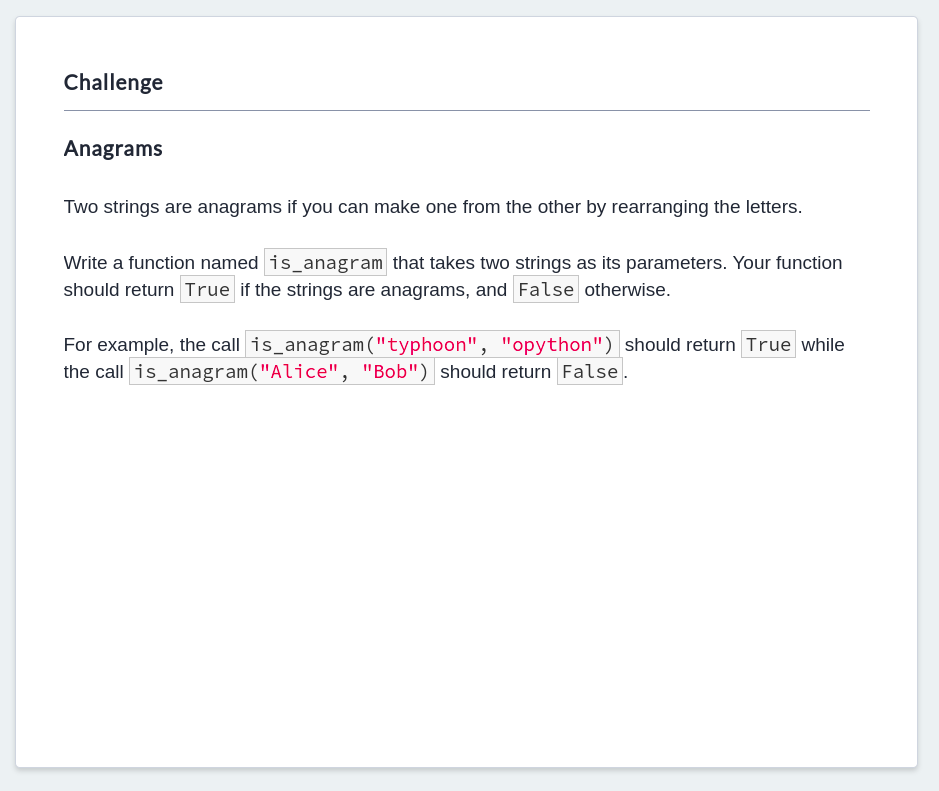 Challenge
Anagrams
Two strings are anagrams if you can make one from the other by rearranging the letters.
Write a function named is_anagram that takes two strings as its parameters. Your function
should return True if the strings are anagrams, and False otherwise.
For example, the call is_anagram("typhoon", "opython") should return True while
the call is_anagram("Alice", "Bob") should return False.